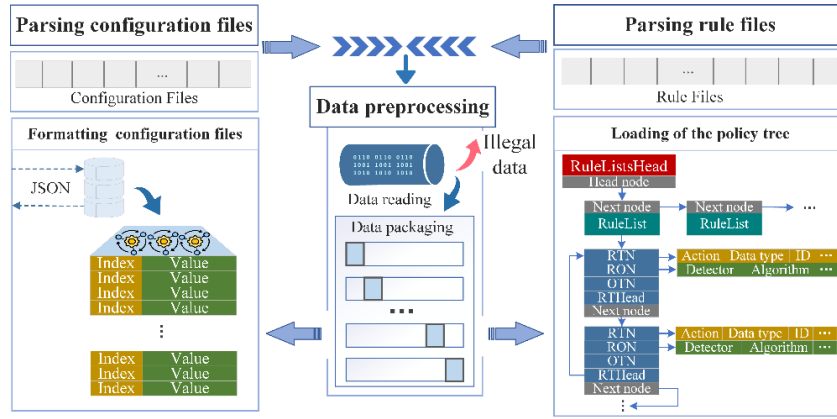 Parsing configuration files
...
Configuration Files
Formatting configuration files
JSON
Index Value
Index Value
Index Value
Index Value
⋮
Index Value
Index Value
Index Value
Data preprocessing
0110 0110 0110
1001 1001 1001
1010 1010 1010
Illegal
data
Data reading
Data packaging
...
Parsing rule files
...
Rule Files
Loading of the policy tree
RuleListsHead
Head node
Next node
RuleList
Next node
RuleList
...
RTN
RON
OTN
RTHead
Next node
Action Data type ID ...
Detector Algorithm ...
RTN
RON
OTN
RTHead
Next node
Action Data type ID ...
Detector Algorithm ...
⋮